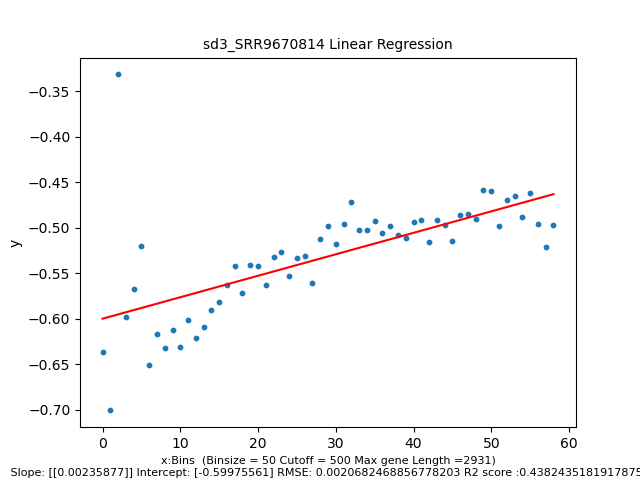 sd3_SRR9670814 Linear Regression
−0.35
−0.40
−0.45
−0.50
−0.55
−0.60
−0.65
−0.70
y
0 10 20 30 40 50 60
x:Bins (Binsize = 50 Cutoff = 500 Max gene Length =2931)
Slope: [[0.00235877]] Intercept: [-0.59975561] RMSE: 0.0020682468856778203 R2 score :0.4382435181917875